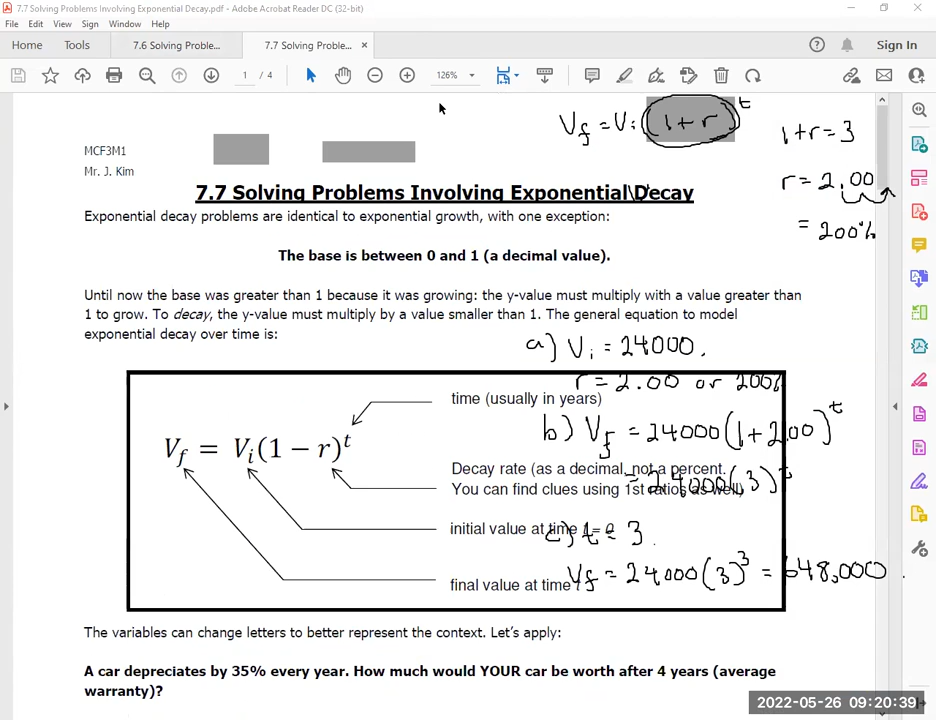 7.7 Solving Problems Involving Exponential Decay.pdf - Adobe Acrobat Reader DC (32-bit)
File Edit View Sign Window Help
Home Tools 7.6 Solving Proble... 7.7 Solving Proble... × Sign In
1 / 4 126%
Vf = Vi (1 + r)^t
1+r = 3
MCF3M1
Mr. J. Kim
r = 2.00
= 200%
7.7 Solving Problems Involving Exponential Decay
Exponential decay problems are identical to exponential growth, with one exception:
The base is between 0 and 1 (a decimal value).
Until now the base was greater than 1 because it was growing: the y-value must multiply with a value greater than
1 to grow. To decay, the y-value must multiply by a value smaller than 1. The general equation to model
exponential decay over time is:
a) Vi = 24000.
r = 2.00 or 200%
time (usually in years)
b) Vf = 24000(1+2.00)^t
Vf = Vi(1 − r)^t
Decay rate (as a decimal, not a percent.
= 24000(3)^t
You can find clues using 1st ratios as well)
initial value at time
c) t = 3.
Vf = 24000(3)^3 = 648,000.
final value at time
The variables can change letters to better represent the context. Let's apply:
A car depreciates by 35% every year. How much would YOUR car be worth after 4 years (average
warranty)?
2022-05-26 09:20:39